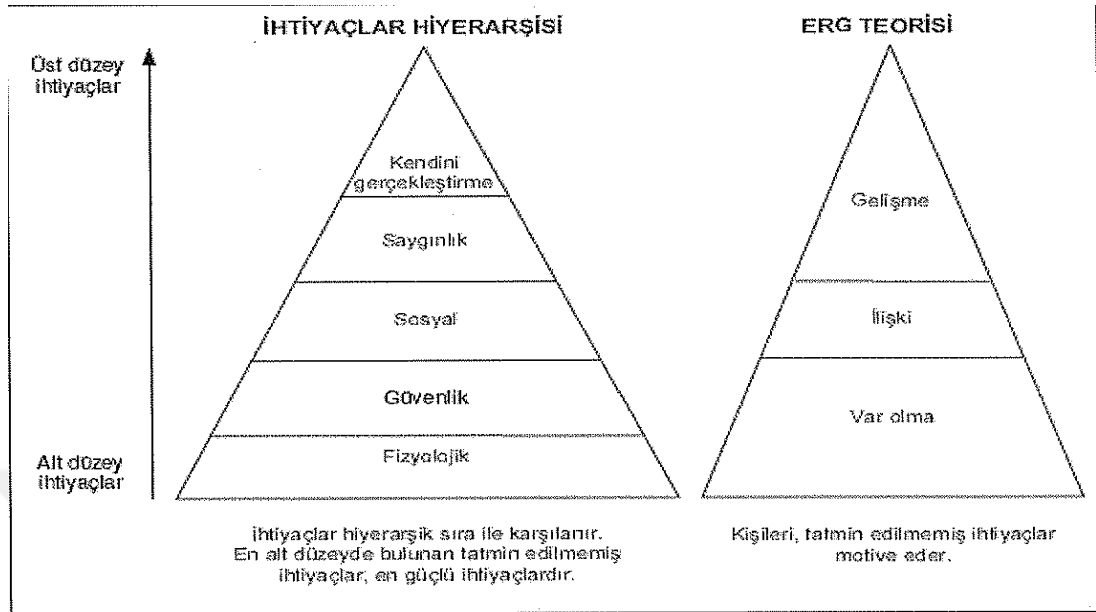 İHTİYAÇLAR HİYERARŞİSİ
ERG TEORİSİ
Üst düzey
ihtiyaçlar
Kendini
gerçekleştirme
Saygınlık
Sosyal
Güvenlik
Fizyolojik
Gelişme
İlişki
Var olma
Alt düzey
ihtiyaçlar
İhtiyaçlar hiyerarşik sıra ile karşılanır.
En alt düzeyde bulunan tatmin edilmemiş
ihtiyaçlar, en güçlü ihtiyaçlardır.
Kişileri, tatmin edilmemiş ihtiyaçlar
motive eder.